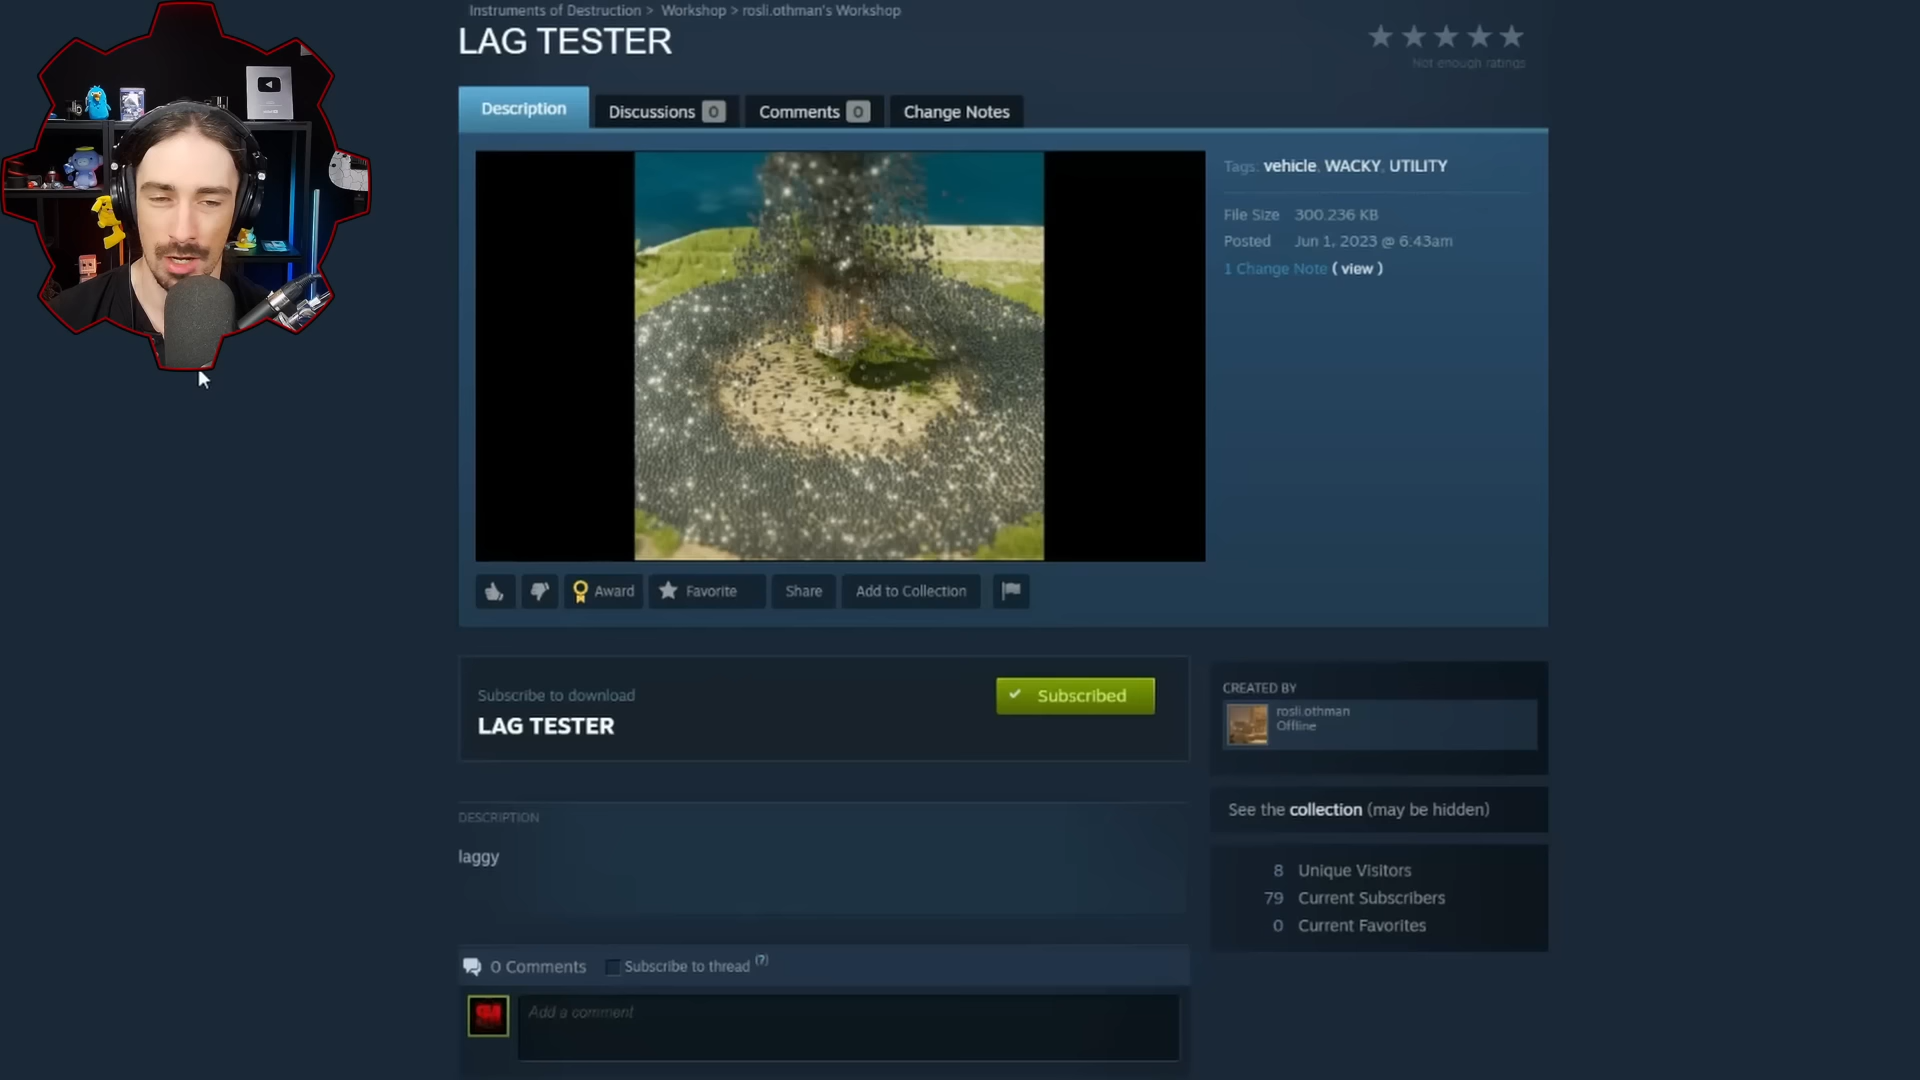 Instruments of Destruction > Workshop > rosli.othman's Workshop
LAG TESTER
Not enough ratings
Description
Discussions 0
Comments 0
Change Notes
Tags: vehicle, WACKY, UTILITY
File Size 300.236 KB
Posted Jun 1, 2023 @ 6:43am
1 Change Note ( view )
Award
Favorite
Share
Add to Collection
Subscribe to download
LAG TESTER
Subscribed
CREATED BY
rosli.othman
Offline
See the collection (may be hidden)
DESCRIPTION
laggy
8 Unique Visitors
79 Current Subscribers
0 Current Favorites
0 Comments
Subscribe to thread (?)
Add a comment